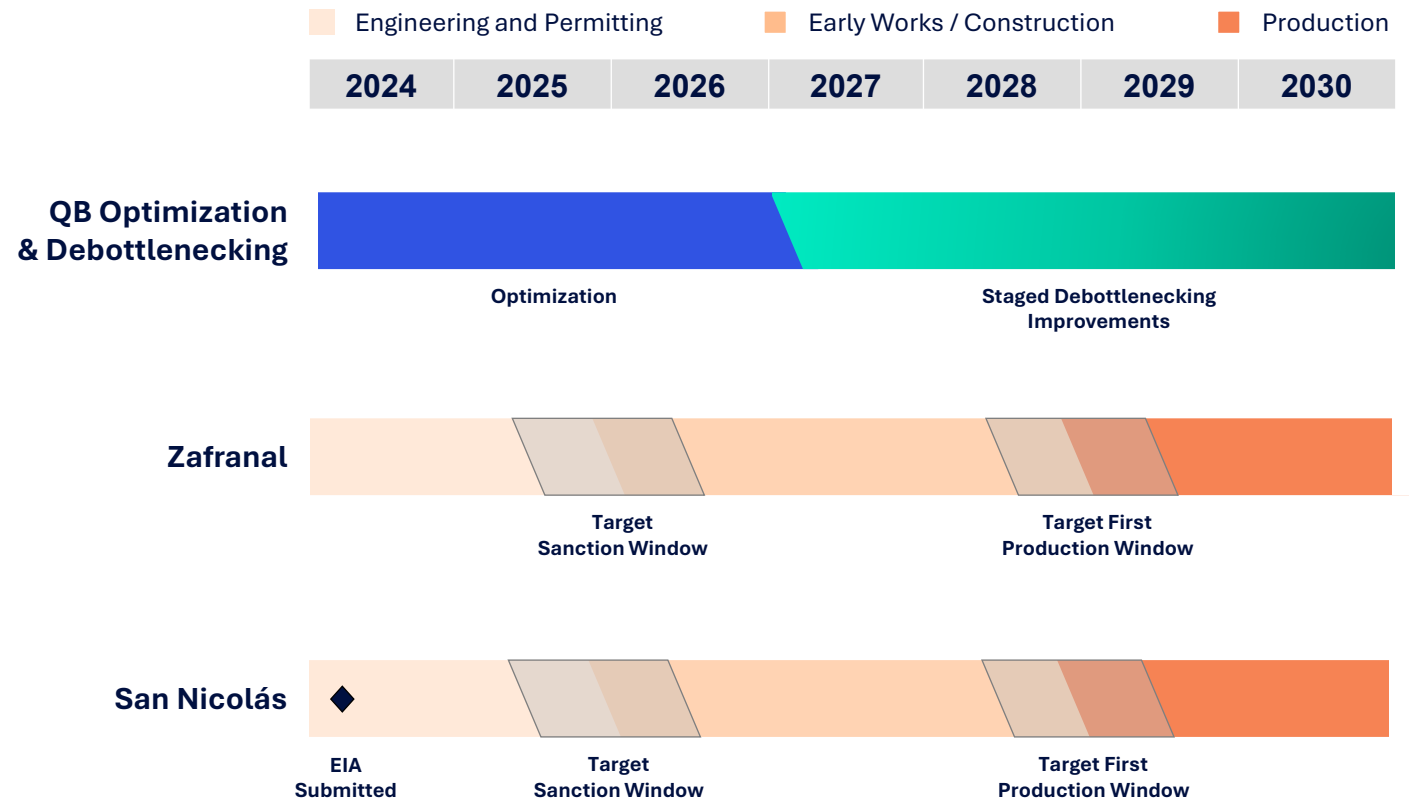 Engineering and Permitting
Early Works / Construction
Production
2024 2025 2026 2027 2028 2029 2030
QB Optimization
& Debottlenecking
Optimization
Staged Debottlenecking
Improvements
Zafranal
Target
Sanction Window
Target First
Production Window
San Nicolás
EIA
Submitted
Target
Sanction Window
Target First
Production Window